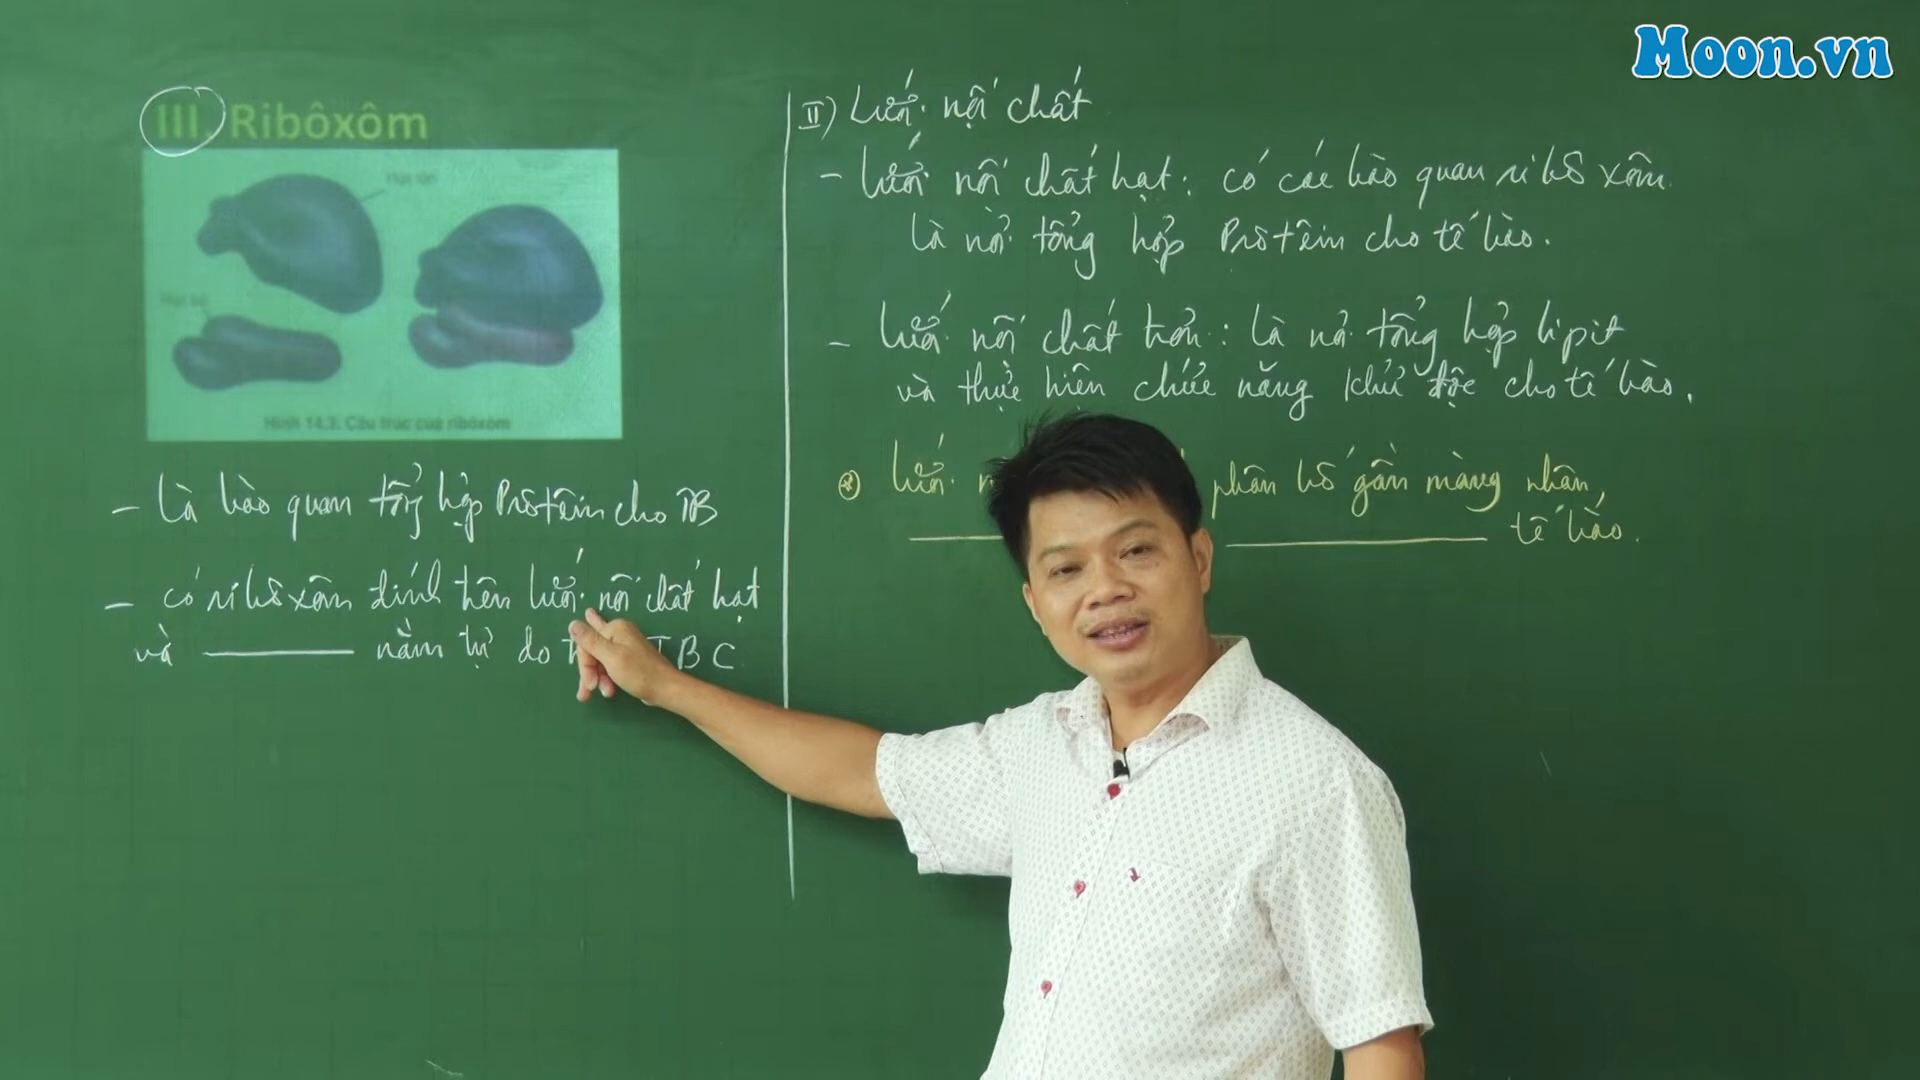 Moon.vn
III. Ribôxôm
Hạt lớn
Hạt bé
Hình 14.3: Cấu trúc của ribôxôm
- Là bào quan tổng hợp Prôtêin cho TB
- có ribôxôm đính trên lưới nội chất hạt
và nằm tự do TBC
II) Lưới nội chất
- lưới nội chất hạt: có các bào quan ribôxôm
là nơi tổng hợp Prôtêin cho tế bào.
- lưới nội chất trơn: là nơi tổng hợp lipit
và thực hiện chức năng khử độc cho tế bào.
lưới phân bố gần màng nhân
tế bào.